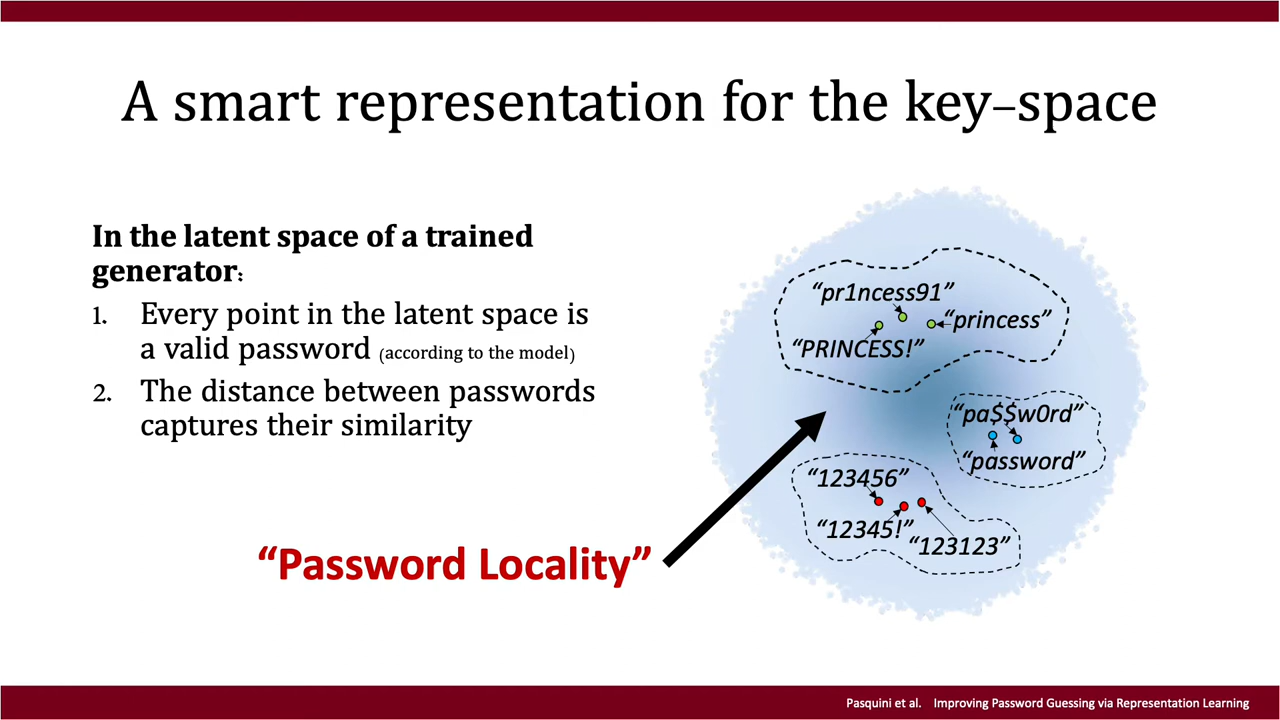 A smart representation for the key–space
In the latent space of a trained
generator:
1. Every point in the latent space is
a valid password (according to the model)
2. The distance between passwords
captures their similarity
“Password Locality”
“pr1ncess91”
“princess”
“PRINCESS!”
“pa$$w0rd”
“password”
“123456”
“12345!”
“123123”
Pasquini et al. Improving Password Guessing via Representation Learning